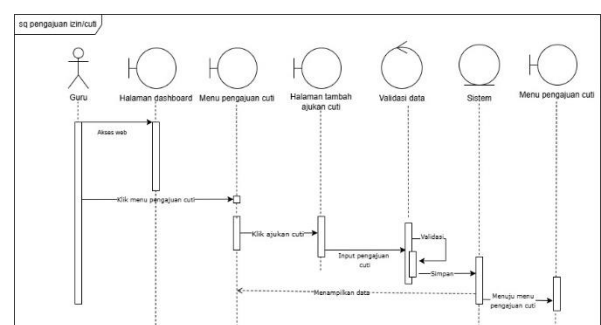 sq pengajuan izin/cuti
Guru
Halaman dashboard
Menu pengajuan cuti
Halaman tambah
ajukan cuti
Validasi data
Sistem
Menu pengajuan cuti
Akses web
Klik menu pengajuan cuti
Klik ajukan cuti
Input pengajuan
cuti
Validasi
Simpan
Menampilkan data
Menuju menu
pengajuan cuti